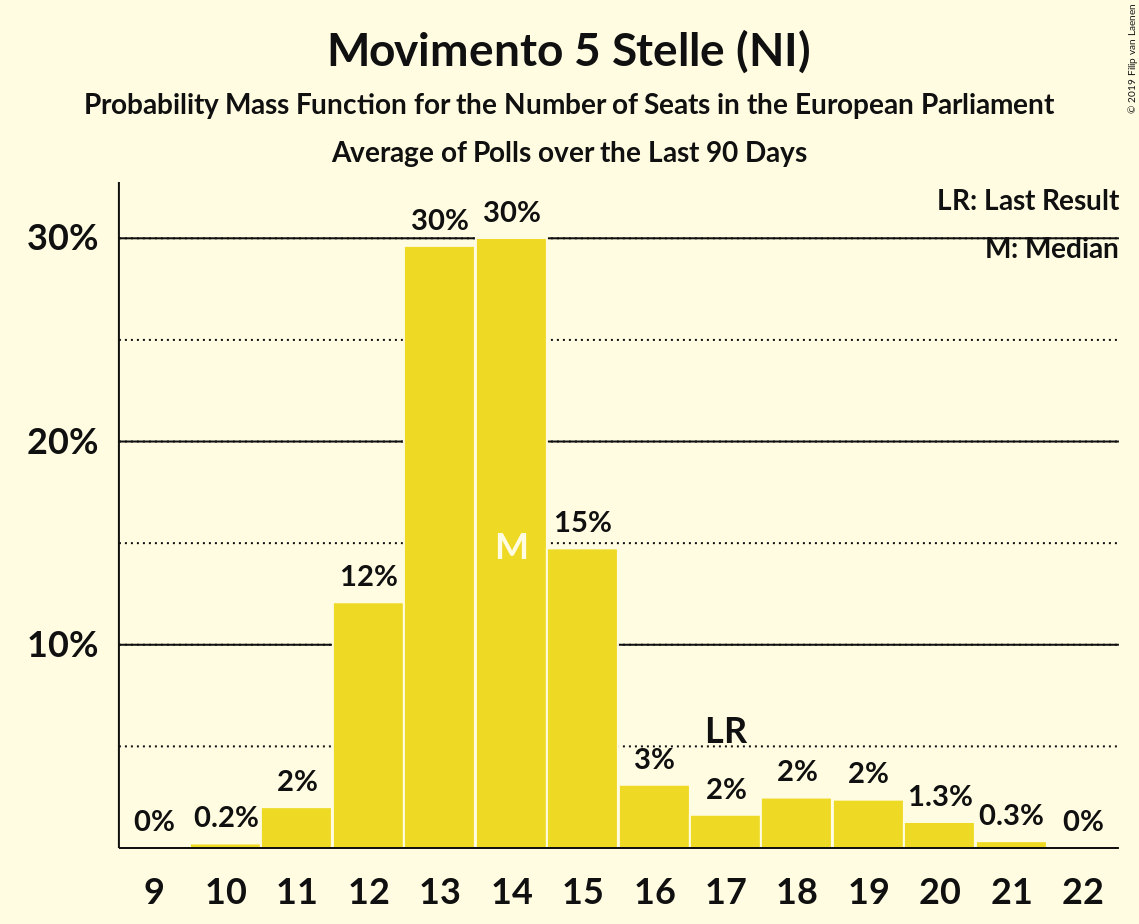 Movimento 5 Stelle (NI)
Probability Mass Function for the Number of Seats in the European Parliament
Average of Polls over the Last 90 Days
© 2019 Filip van Laenen
LR: Last Result
M: Median
30%
20%
10%
0% 0.2% 2% 12% 30% 30% 15% 3% 2% 2% 2% 1.3% 0.3% 0%
M
LR
9 10 11 12 13 14 15 16 17 18 19 20 21 22